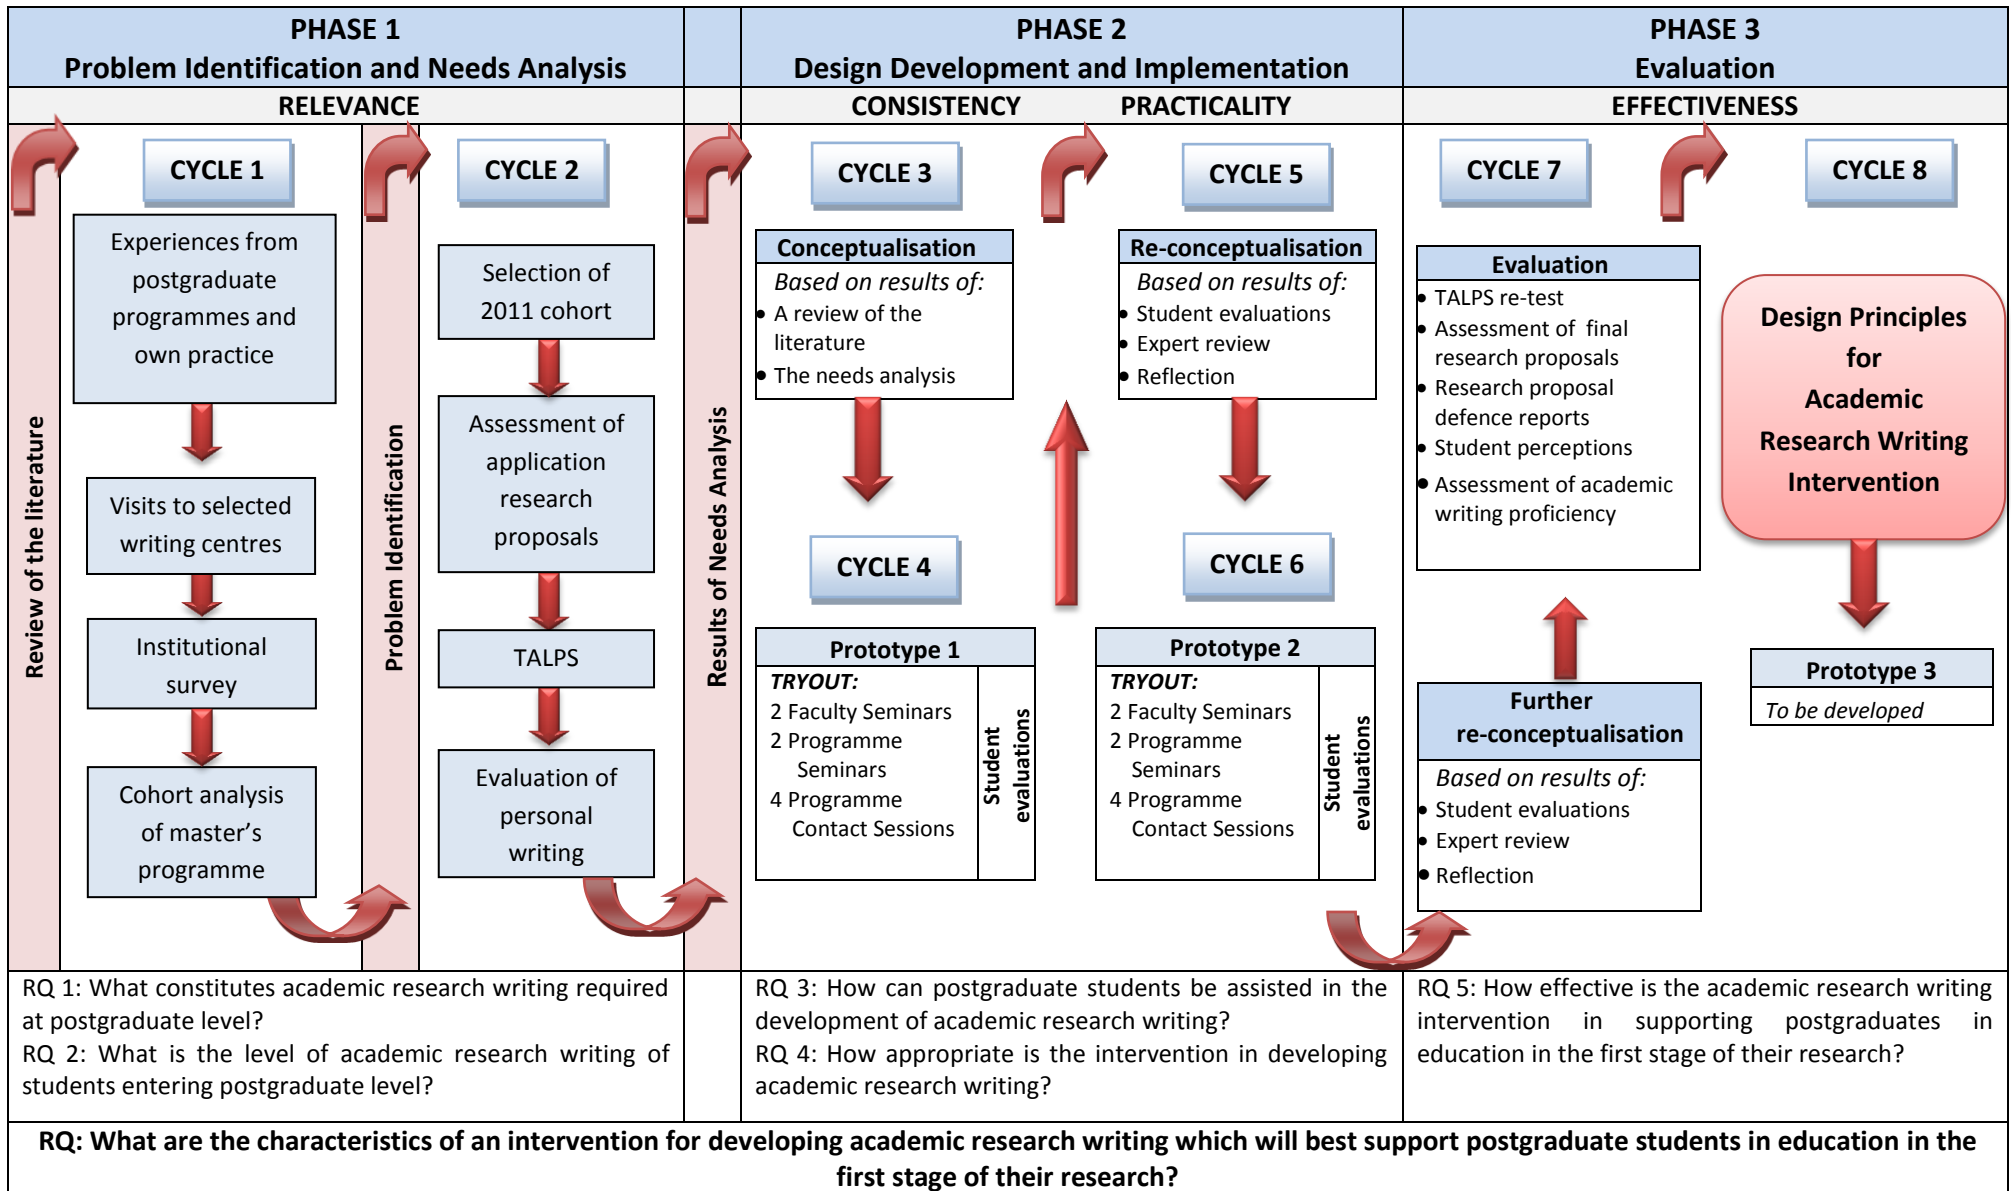 PHASE 1
Problem Identification and Needs Analysis
PHASE 2
Design Development and Implementation
PHASE 3
Evaluation
RELEVANCE
CONSISTENCY PRACTICALITY
EFFECTIVENESS
Review of the literature
CYCLE 1
Experiences from
postgraduate
programmes and
own practice
Visits to selected
writing centres
Institutional
survey
Cohort analysis
of master’s
programme
Problem Identification
CYCLE 2
Selection of
2011 cohort
Assessment of
application
research
proposals
TALPS
Evaluation of
personal
writing
Results of Needs Analysis
CYCLE 3
Conceptualisation
Based on results of:
• A review of the
literature
• The needs analysis
CYCLE 4
Prototype 1
TRYOUT:
2 Faculty Seminars
2 Programme
Seminars
4 Programme
Contact Sessions
Student
evaluations
CYCLE 5
Re-conceptualisation
Based on results of:
• Student evaluations
• Expert review
• Reflection
CYCLE 6
Prototype 2
TRYOUT:
2 Faculty Seminars
2 Programme
Seminars
4 Programme
Contact Sessions
Student
evaluations
CYCLE 7
Evaluation
• TALPS re-test
• Assessment of final
research proposals
• Research proposal
defence reports
• Student perceptions
• Assessment of academic
writing proficiency
Further
re-conceptualisation
Based on results of:
• Student evaluations
• Expert review
• Reflection
CYCLE 8
Design Principles
for
Academic
Research Writing
Intervention
Prototype 3
To be developed
RQ 1: What constitutes academic research writing required
at postgraduate level?
RQ 2: What is the level of academic research writing of
students entering postgraduate level?
RQ 3: How can postgraduate students be assisted in the
development of academic research writing?
RQ 4: How appropriate is the intervention in developing
academic research writing?
RQ 5: How effective is the academic research writing
intervention in supporting postgraduates in
education in the first stage of their research?
RQ: What are the characteristics of an intervention for developing academic research writing which will best support postgraduate students in education in the
first stage of their research?